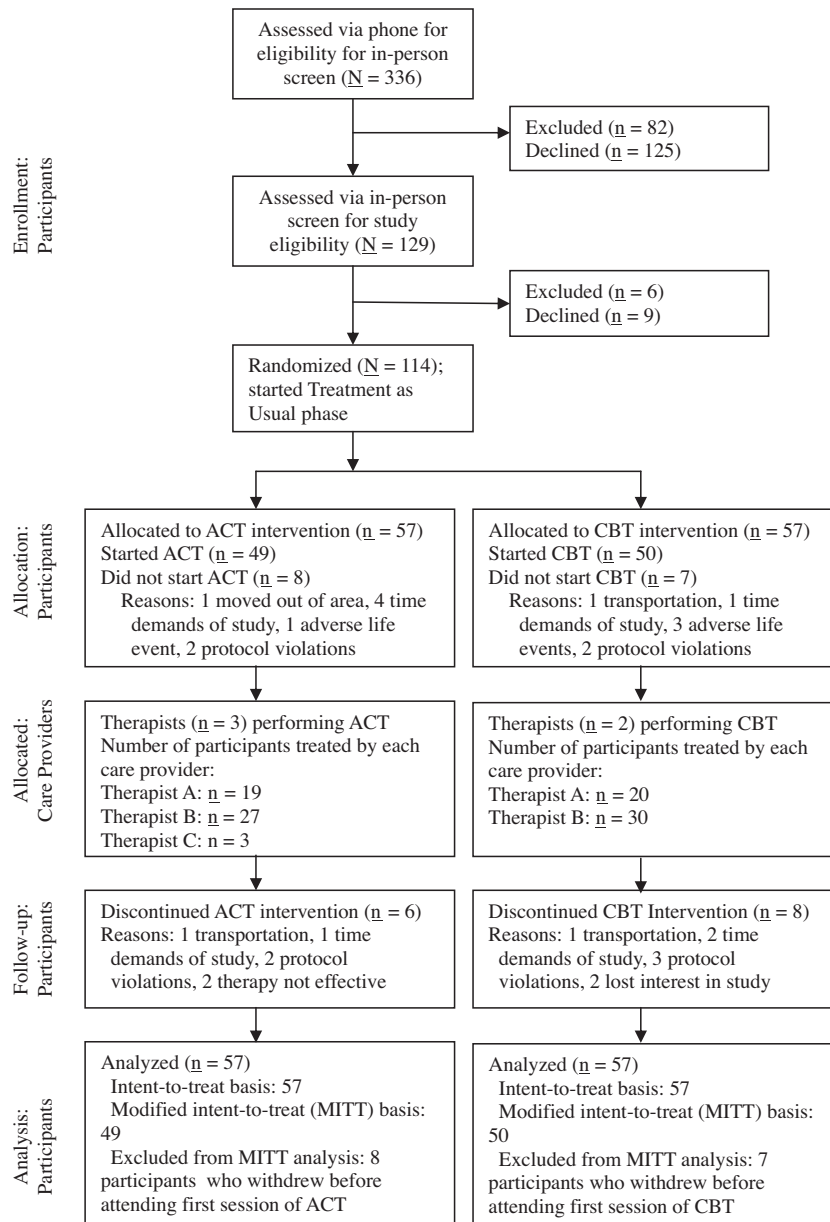 Assessed via phone for
eligibility for in-person
screen (N = 336)
Excluded (n = 82)
Declined (n = 125)
Enrollment:
Participants
Assessed via in-person
screen for study
eligibility (N = 129)
Excluded (n = 6)
Declined (n = 9)
Randomized (N = 114);
started Treatment as
Usual phase
Allocation:
Participants
Allocated to ACT intervention (n = 57)
Started ACT (n = 49)
Did not start ACT (n = 8)
Reasons: 1 moved out of area, 4 time
demands of study, 1 adverse life
event, 2 protocol violations
Allocated to CBT intervention (n = 57)
Started CBT (n = 50)
Did not start CBT (n = 7)
Reasons: 1 transportation, 1 time
demands of study, 3 adverse life
events, 2 protocol violations
Allocated:
Care Providers
Therapists (n = 3) performing ACT
Number of participants treated by each
care provider:
Therapist A: n = 19
Therapist B: n = 27
Therapist C: n = 3
Therapists (n = 2) performing CBT
Number of participants treated by each
care provider:
Therapist A: n = 20
Therapist B: n = 30
Follow-up:
Participants
Discontinued ACT intervention (n = 6)
Reasons: 1 transportation, 1 time
demands of study, 2 protocol
violations, 2 therapy not effective
Discontinued CBT Intervention (n = 8)
Reasons: 1 transportation, 2 time
demands of study, 3 protocol
violations, 2 lost interest in study
Analysis:
Participants
Analyzed (n = 57)
Intent-to-treat basis: 57
Modified intent-to-treat (MITT) basis:
49
Excluded from MITT analysis: 8
participants who withdrew before
attending first session of ACT
Analyzed (n = 57)
Intent-to-treat basis: 57
Modified intent-to-treat (MITT) basis:
50
Excluded from MITT analysis: 7
participants who withdrew before
attending first session of CBT